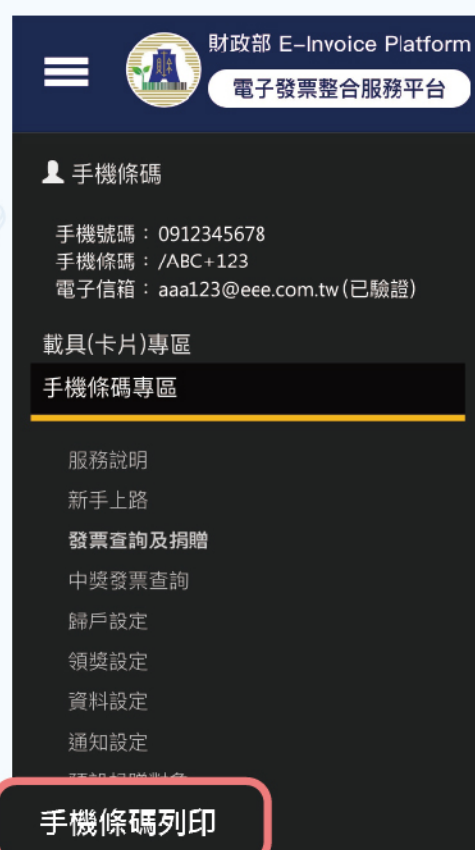 財政部 E-Invoice Platform
電子發票整合服務平台
手機條碼
手機號碼：0912345678
手機條碼：/ABC+123
電子信箱：aaa123@eee.com.tw(已驗證)
載具(卡片)專區
手機條碼專區
服務說明
新手上路
發票查詢及捐贈
中獎發票查詢
歸戶設定
領獎設定
資料設定
通知設定
手機條碼列印